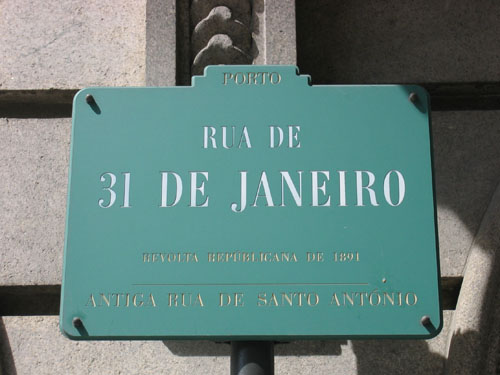 PORTO
RUA DE
31 DE JANEIRO
REVOLTA REPUBLICANA DE 1891
ANTIGA RUA DE SANTO ANTÓNIO